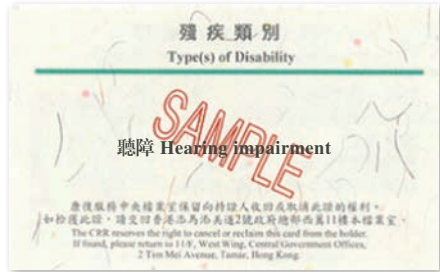 殘疾類別
Type(s) of Disability
SAMPLE
聽障 Hearing impairment
康復服務中央檔案室保留向持證人收回或取消此證的權利。
如拾獲此證，請交回香港添馬添美道2號政府總部西翼11樓本檔案室。
The CRR reserves the right to cancel or reclaim this card from the holder.
If found, please return to 11/F, West Wing, Central Government Offices,
2 Tim Mei Avenue, Tamar, Hong Kong.